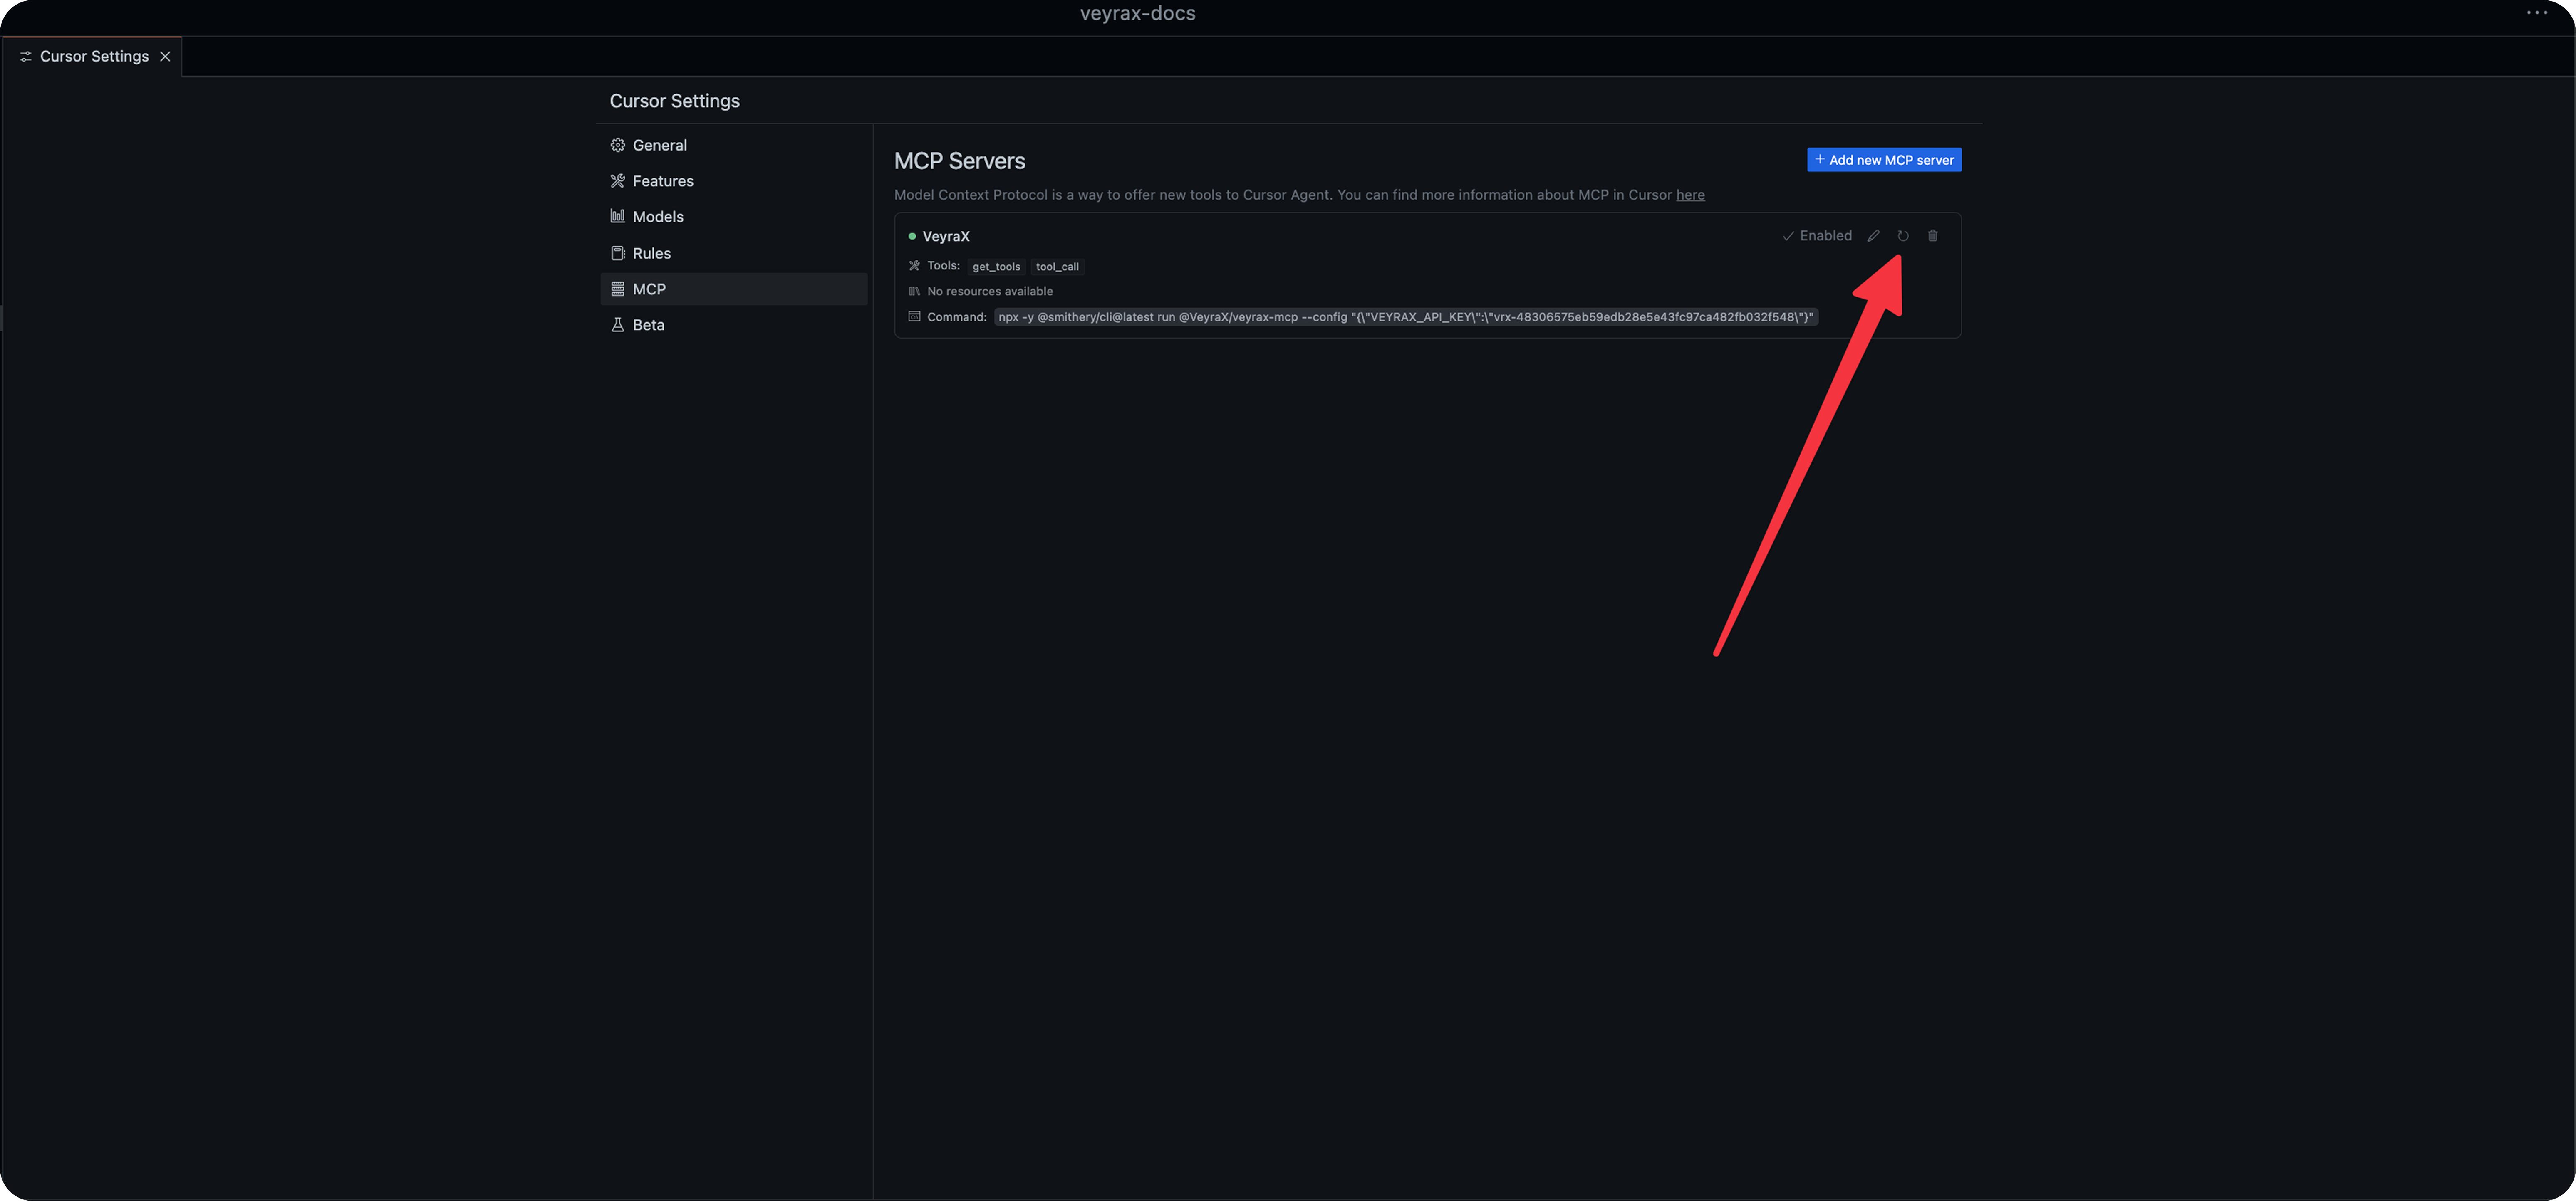 veyrax-docs
Cursor Settings
Cursor Settings
General
Features
Models
Rules
MCP
Beta
MCP Servers
Add new MCP server
Model Context Protocol is a way to offer new tools to Cursor Agent. You can find more information about MCP in Cursor here
VeyraX
Enabled
Tools: get_tools tool_call
No resources available
Command: npx -y @smithery/cli@latest run @VeyraX/veyrax-mcp --config "{\"VEYRAX_API_KEY\":\"vrx-48306575eb59edb28e5e43fc97ca482fb032f548\"}"